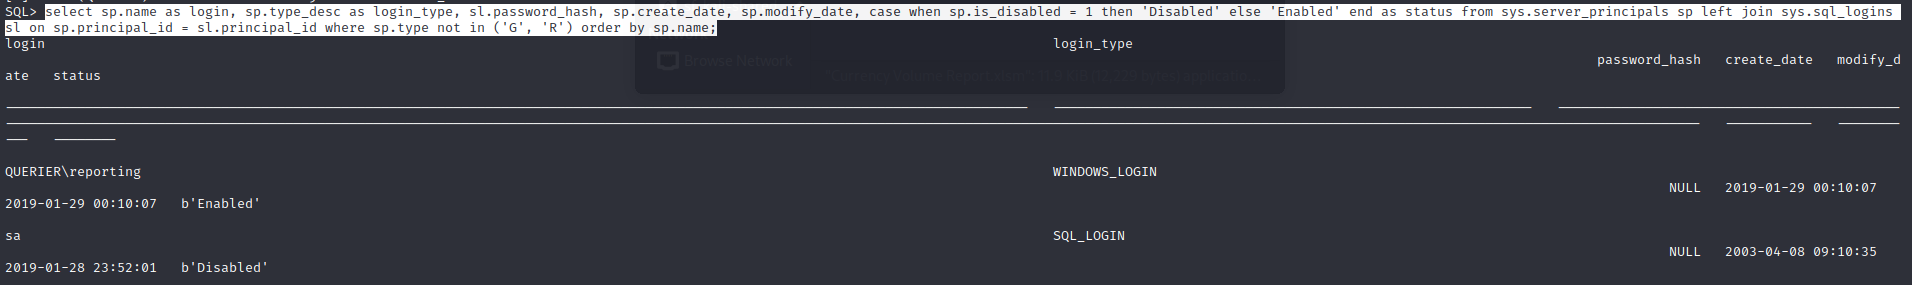 SQL> select sp.name as login, sp.type_desc as login_type, sl.password_hash, sp.create_date, sp.modify_date, case when sp.is_disabled = 1 then 'Disabled' else 'Enabled' end as status from sys.server_principals sp left join sys.sql_logins
sl on sp.principal_id = sl.principal_id where sp.type not in ('G', 'R') order by sp.name;
login login_type
password_hash create_date modify_d
Browse Network
ate status
QUERIER\reporting WINDOWS_LOGIN
NULL 2019-01-29 00:10:07
2019-01-29 00:10:07 b'Enabled'
sa SQL_LOGIN
NULL 2003-04-08 09:10:35
2019-01-28 23:52:01 b'Disabled'